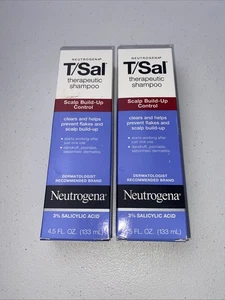 NEUTROGENA
T/Sal
therapeutic
shampoo
Scalp Build-Up
Control
clears and helps
prevent flakes and
scalp build-up
DERMATOLOGIST
RECOMMENDED BRAND
Neutrogena
3% SALICYLIC ACID
4.5 FL. OZ. (133 mL)
NEUTROGENA
T/Sal
therapeutic
shampoo
Scalp Build-Up
Control
clears and helps
prevent flakes and
scalp build-up
DERMATOLOGIST
RECOMMENDED BRAND
Neutrogena
3% SALICYLIC ACID
.5 FL. OZ. (133 mL)